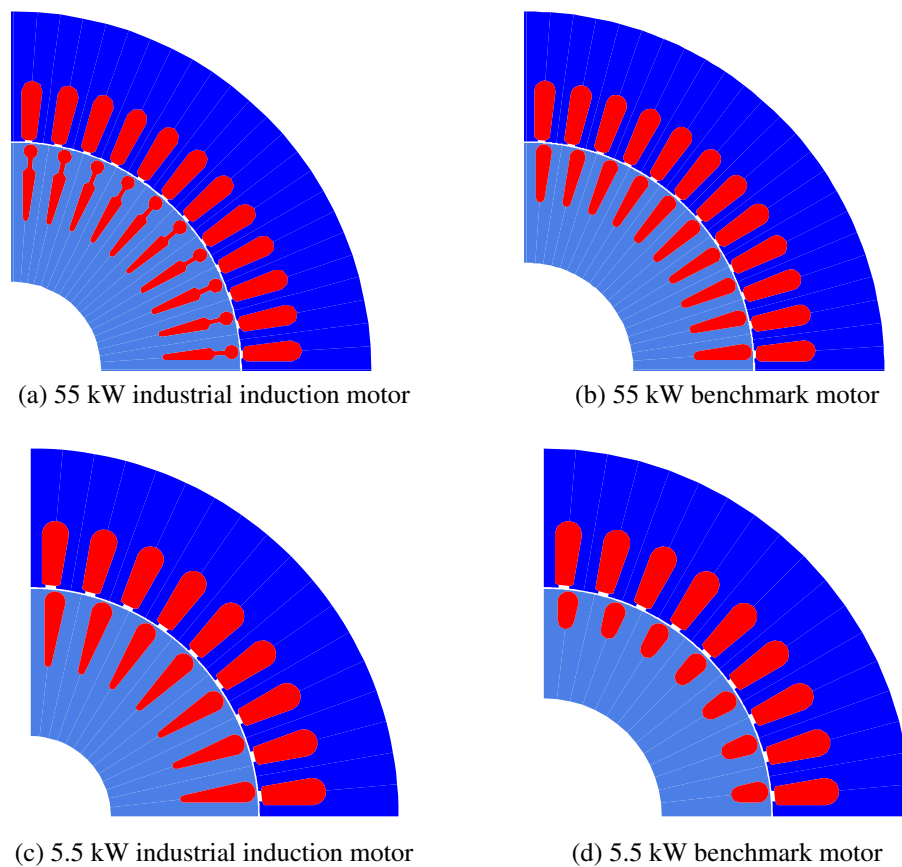 (a) 55 kW industrial induction motor
(b) 55 kW benchmark motor
(c) 5.5 kW industrial induction motor
(d) 5.5 kW benchmark motor